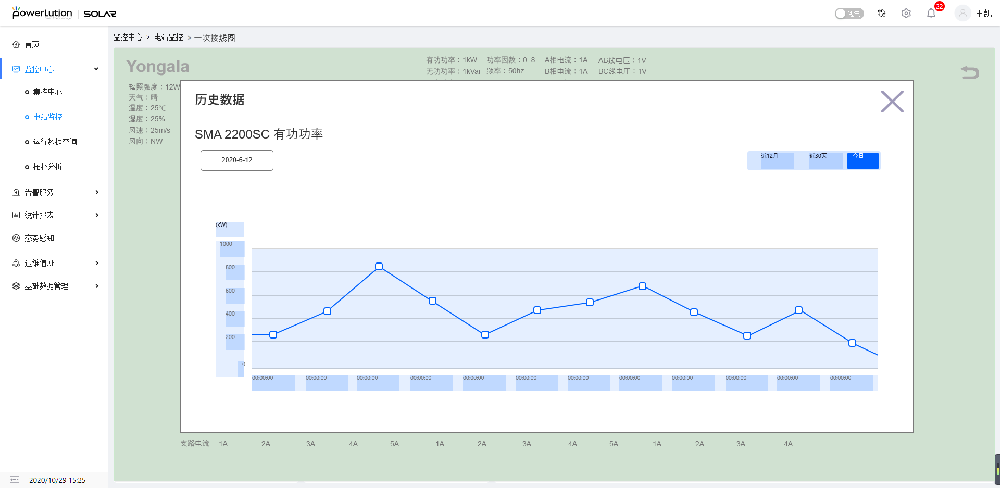 powerLution
SOLAR
浅色
22
王凯
首页
监控中心
集控中心
电站监控
运行数据查询
拓扑分析
告警服务
统计报表
态势感知
运维值班
基础数据管理
2020/10/29 15:25
监控中心 > 电站监控 > 一次接线图
Yongala
有功功率：1kW 功率因数：0. 8 A相电流：1A AB线电压：1V
无功功率：1kVar 频率：50hz B相电流：1A BC线电压：1V
辐照强度：12W
天气：晴
温度：25℃
湿度：25%
风速：25m/s
风向：NW
历史数据
SMA 2200SC 有功功率
2020-6-12
近12月 近30天 今日
(kW)
1000
800
600
400
200
0
00:00:00 00:00:00 00:00:00 00:00:00 00:00:00 00:00:00 00:00:00 00:00:00 00:00:00 00:00:00 00:00:00 00:00:00
支路电流 1A 2A 3A 4A 5A 1A 2A 3A 4A 5A 1A 2A 3A 4A